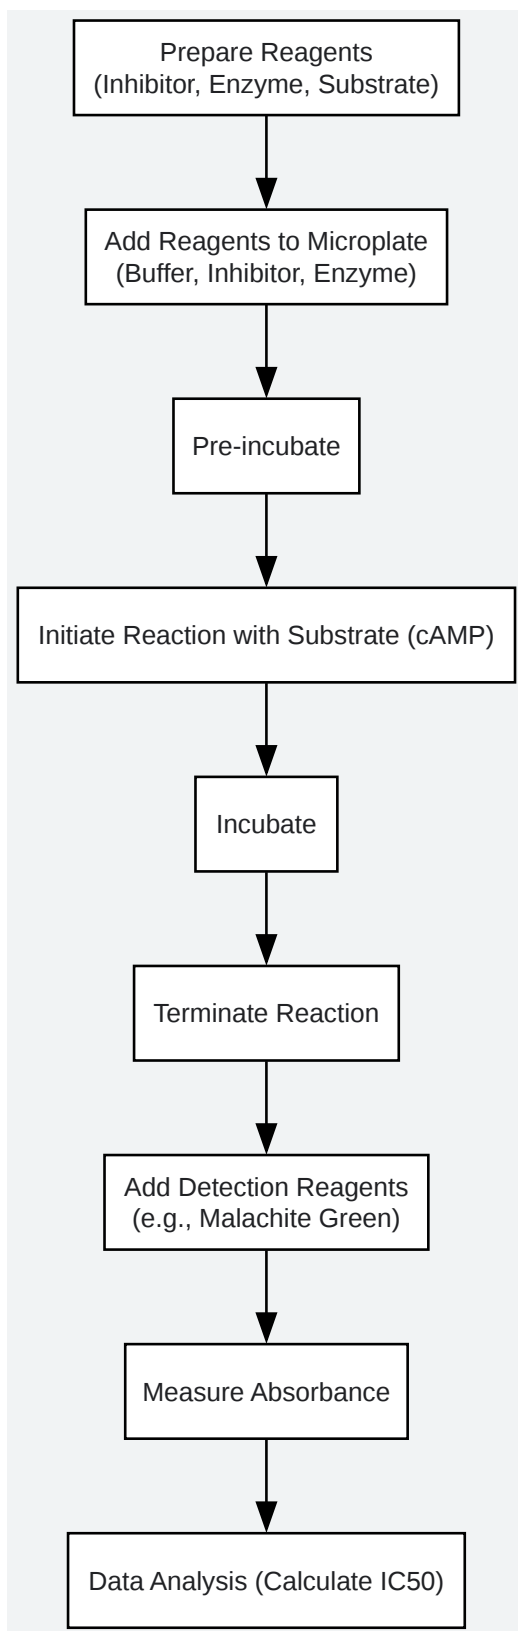 Prepare Reagents
(Inhibitor, Enzyme, Substrate)
Add Reagents to Microplate
(Buffer, Inhibitor, Enzyme)
Pre-incubate
Initiate Reaction with Substrate (cAMP)
Incubate
Terminate Reaction
Add Detection Reagents
(e.g., Malachite Green)
Measure Absorbance
Data Analysis (Calculate IC50)